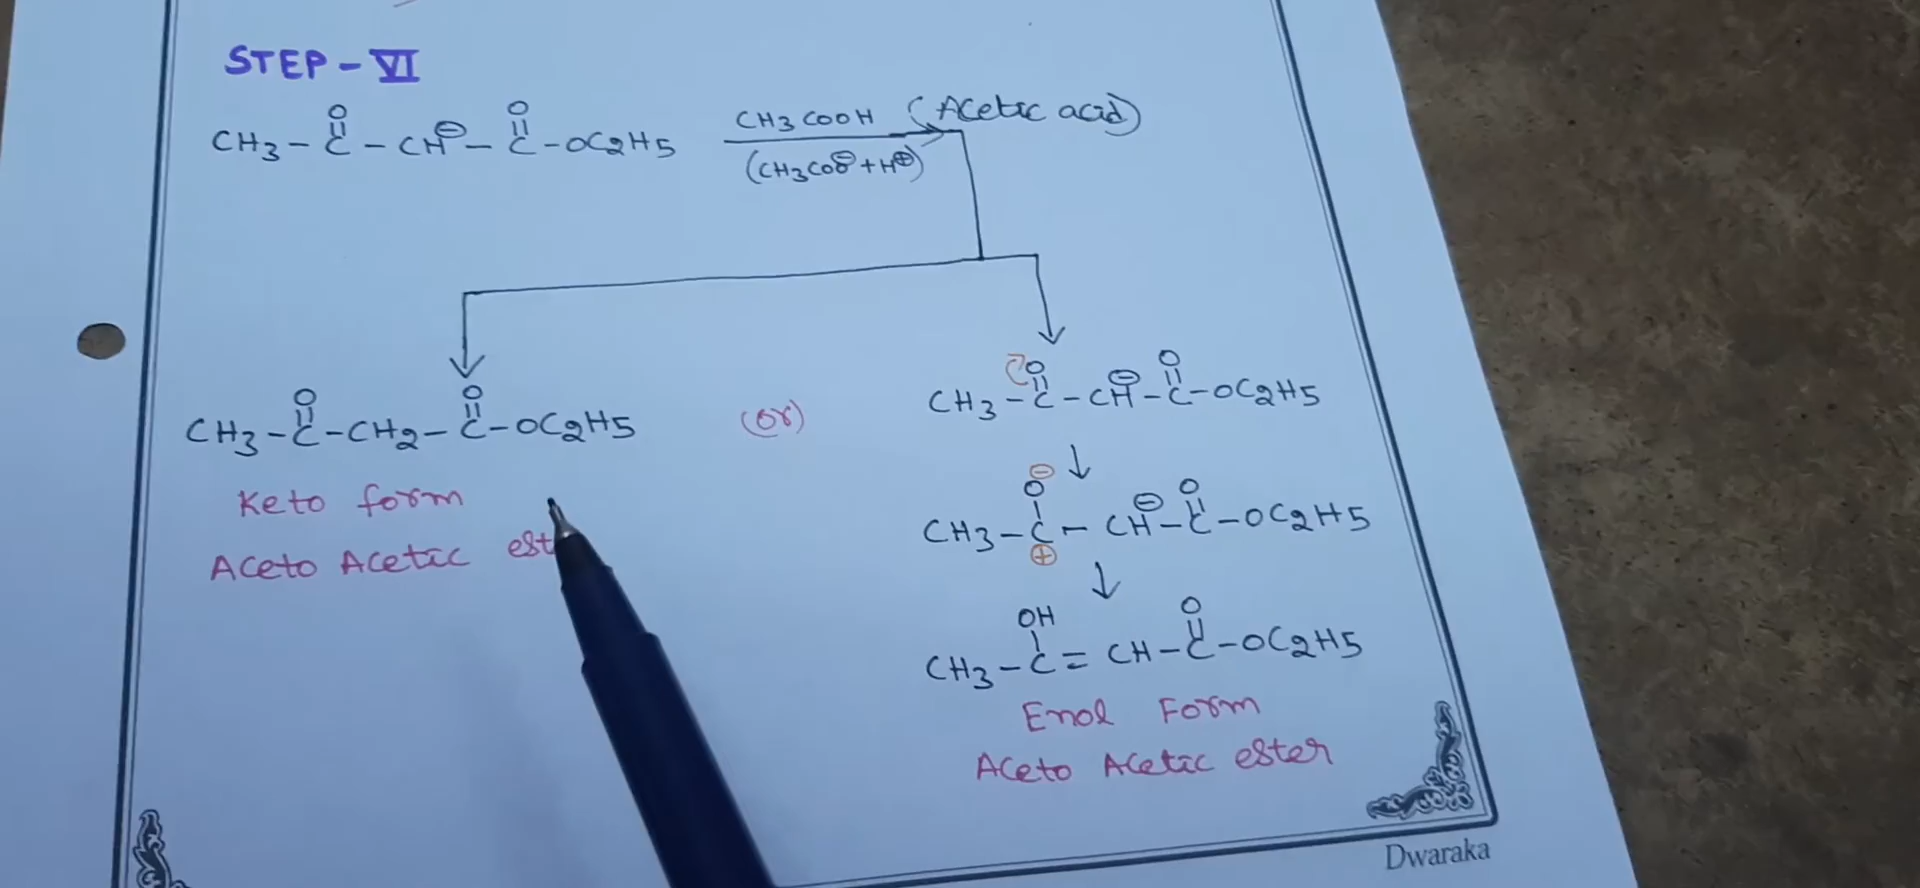 STEP - VI
O O
CH3 - C - CH⊖ - C - OC2H5
CH3COOH (Acetic acid)
(CH3COO⊖ + H⊕)
O O
CH3 - C - CH2 - C - OC2H5
(or)
O ⊖ O
CH3 - C - CH - C - OC2H5
Keto form
Aceto Acetic est
⊖
O ⊖ O
CH3 - C - CH - C - OC2H5
⊕
OH O
CH3 - C = CH - C - OC2H5
Enol Form
Aceto Acetic ester
Dwaraka